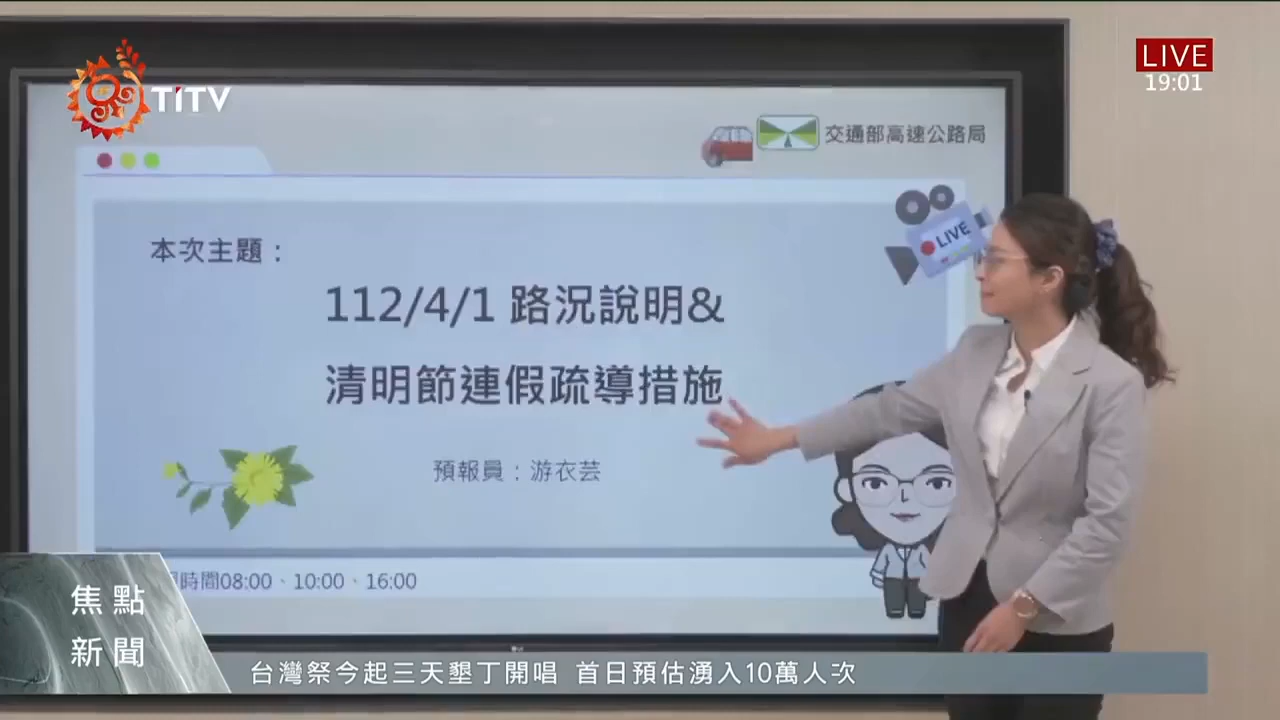 TITV
LIVE
19:01
交通部高速公路局
LIVE
本次主題：
112/4/1 路況說明&
清明節連假疏導措施
預報員：游衣芸
時間08:00、10:00、16:00
焦點
新聞
台灣祭今起三天墾丁開唱 首日預估湧入10萬人次